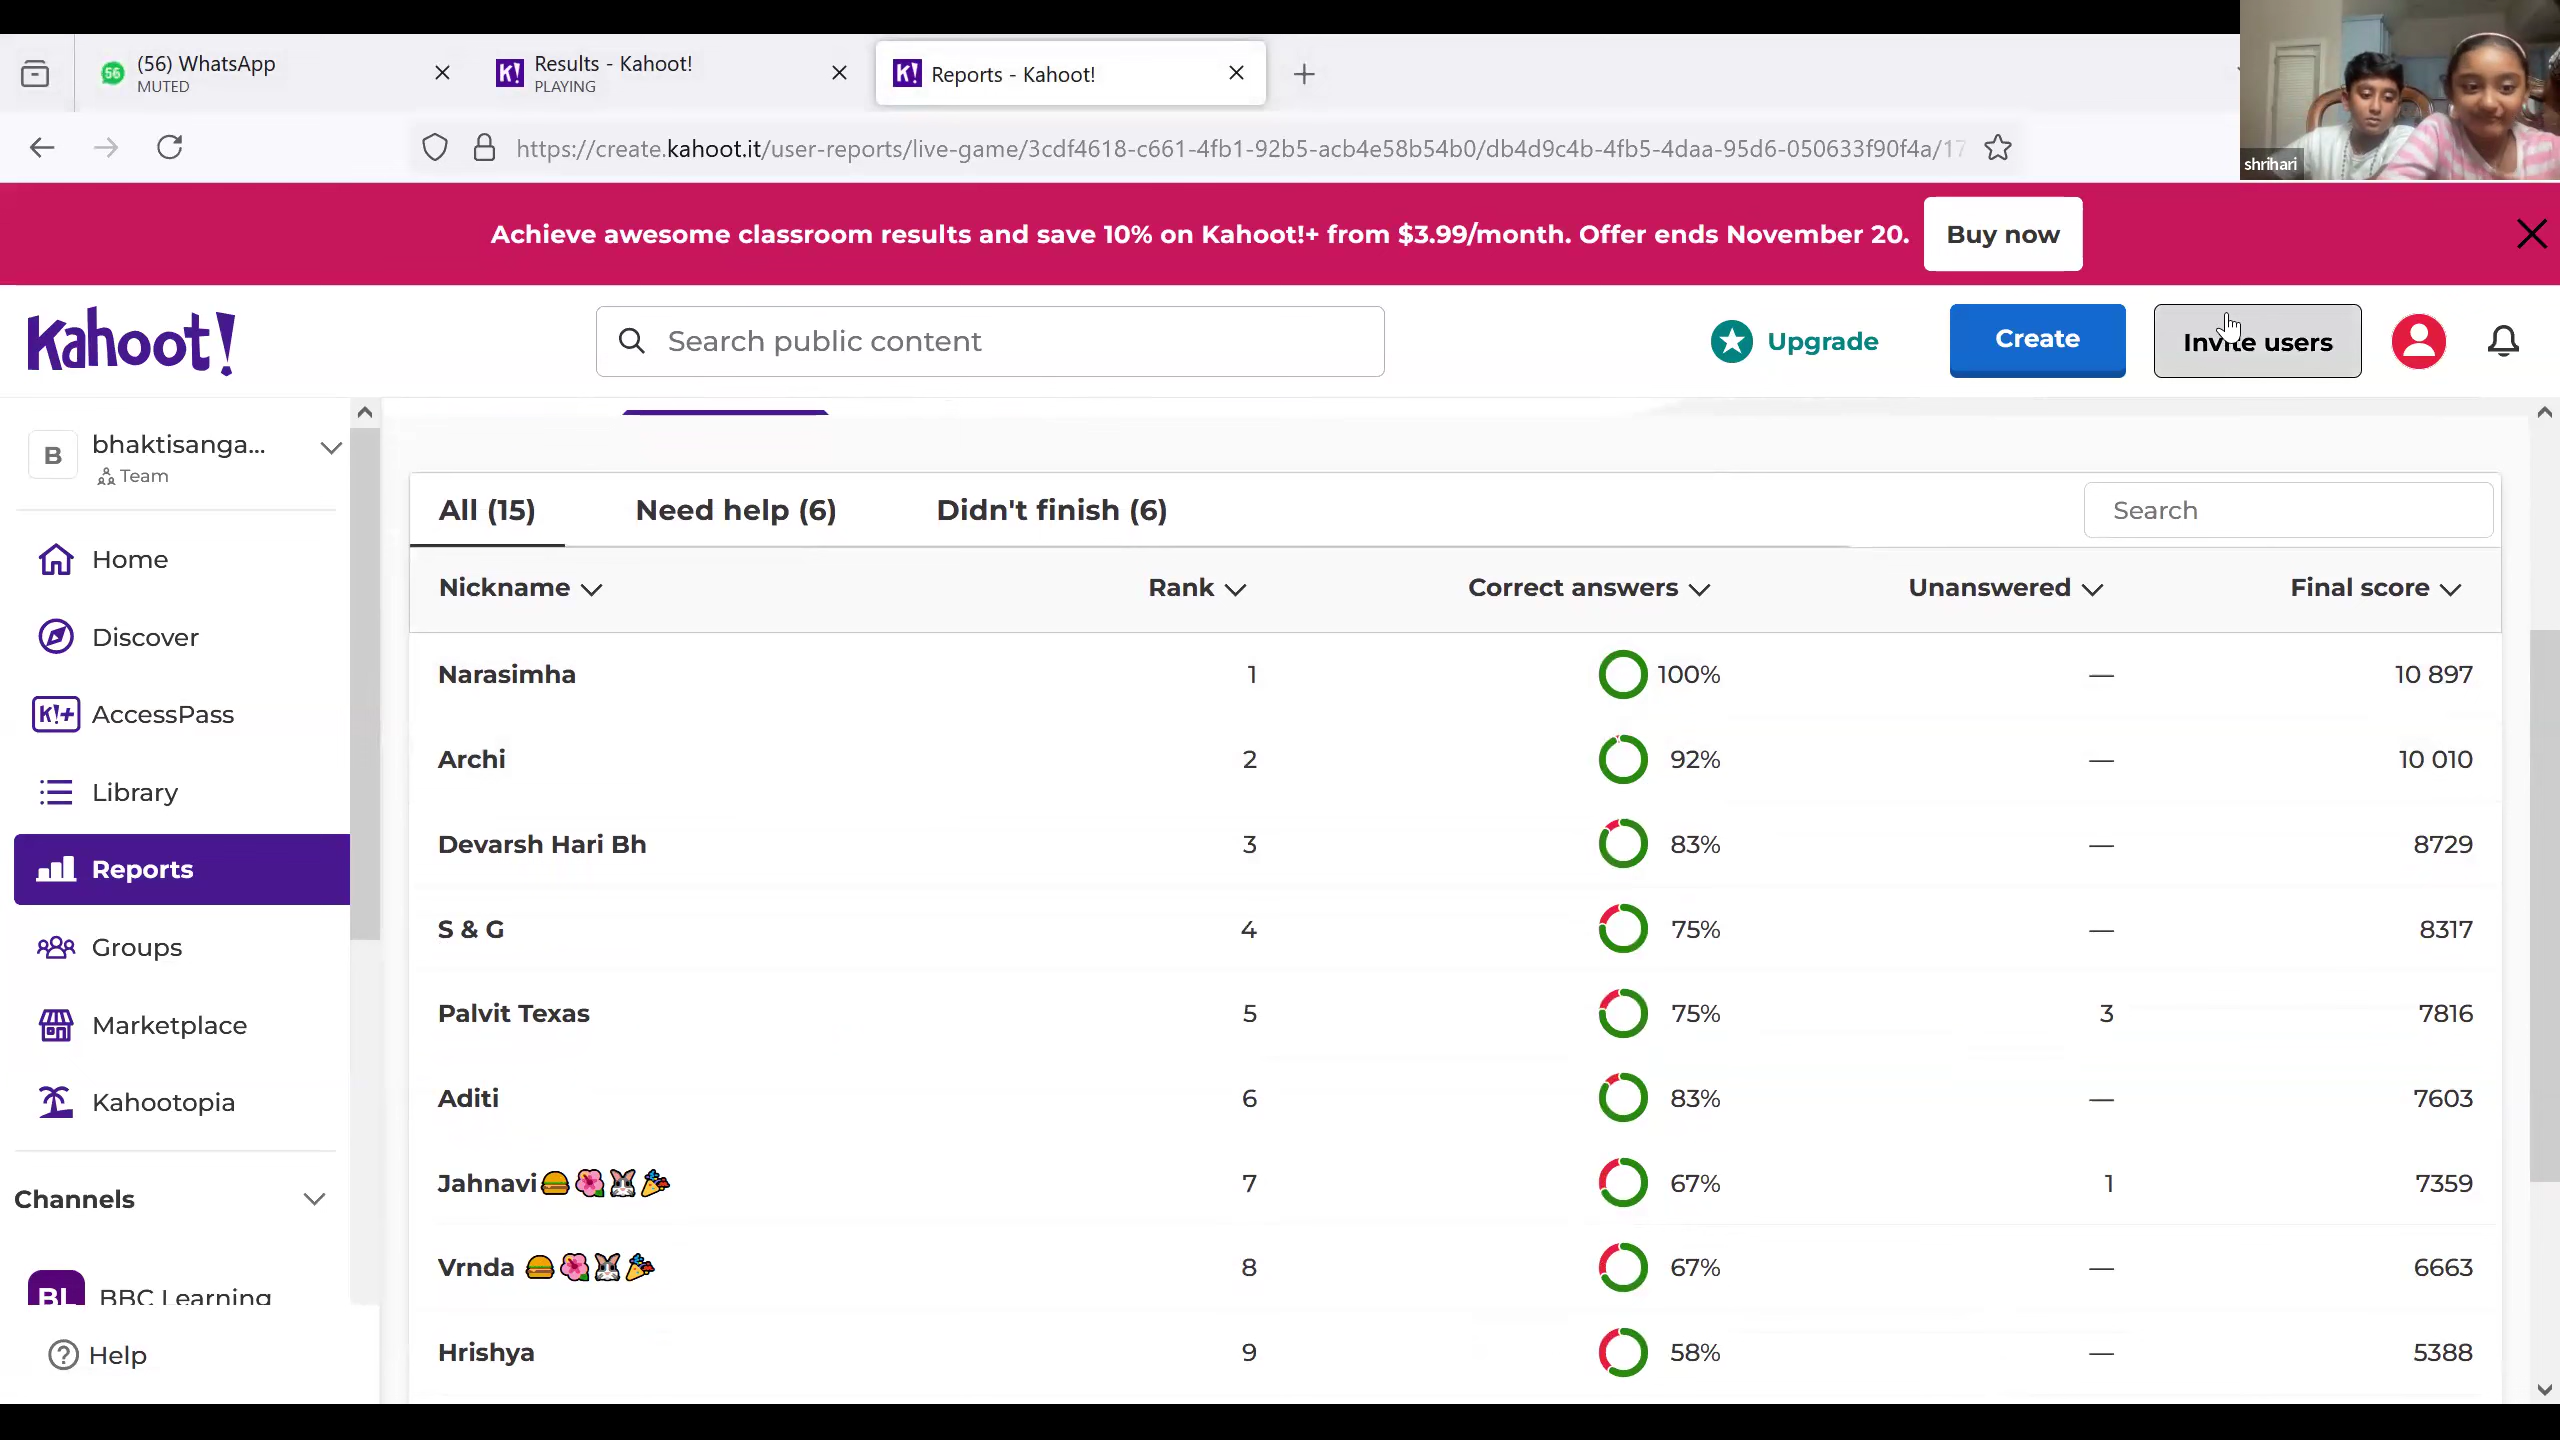 (56) WhatsApp
MUTED
Results - Kahoot!
PLAYING
Reports - Kahoot!
https://create.kahoot.it/user-reports/live-game/3cdf4618-c661-4fb1-92b5-acb4e58b54b0/db4d9c4b-4fb5-4daa-95d6-050633f90f4a/17
shrihari
Achieve awesome classroom results and save 10% on Kahoot!+ from $3.99/month. Offer ends November 20.
Buy now
Kahoot!
Search public content
Upgrade
Create
Invite users
B
bhaktisanga...
Team
Home
Discover
K!+ AccessPass
Library
Reports
Groups
Marketplace
Kahootopia
Channels
BL BBC Learning
Help
All (15) Need help (6) Didn't finish (6) Search
Nickname Rank Correct answers Unanswered Final score
Narasimha 1 100% — 10 897
Archi 2 92% — 10 010
Devarsh Hari Bh 3 83% — 8729
S & G 4 75% — 8317
Palvit Texas 5 75% 3 7816
Aditi 6 83% — 7603
Jahnavi🍔🌺🐰🎉 7 67% 1 7359
Vrnda 🍔🌺🐰🎉 8 67% — 6663
Hrishya 9 58% — 5388